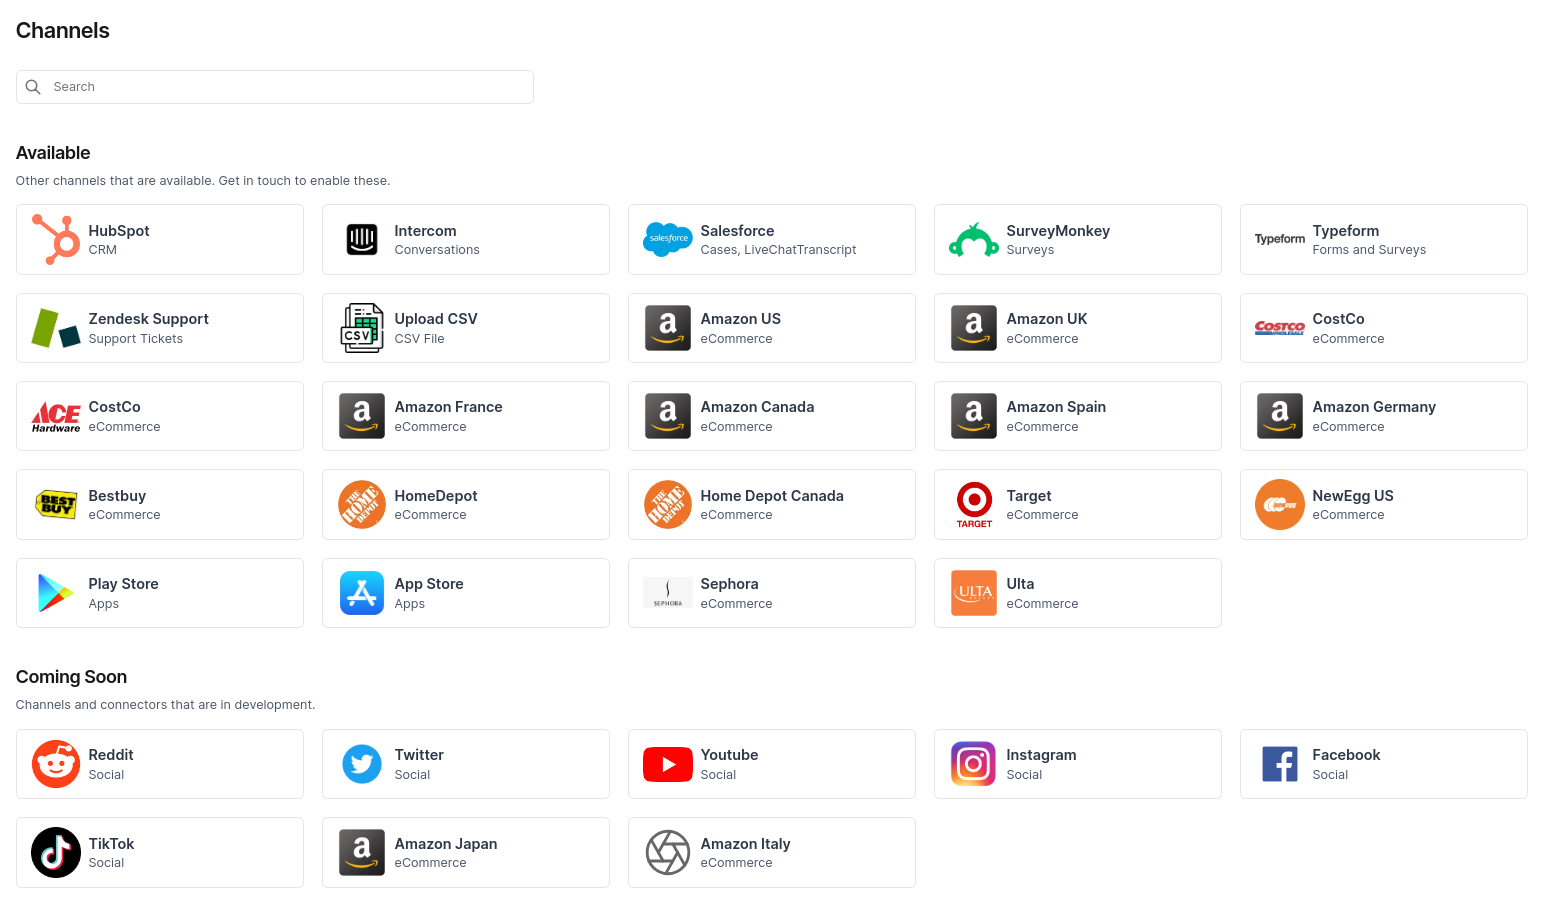 Channels
Search
Available
Other channels that are available. Get in touch to enable these.
HubSpot
CRM
Intercom
Conversations
salesforce
Salesforce
Cases, LiveChatTranscript
SurveyMonkey
Surveys
Typeform
Typeform
Forms and Surveys
Zendesk Support
Support Tickets
CSV
Upload CSV
CSV File
a
Amazon US
eCommerce
a
Amazon UK
eCommerce
COSTCO
WHOLESALE
CostCo
eCommerce
ACE
Hardware
CostCo
eCommerce
a
Amazon France
eCommerce
a
Amazon Canada
eCommerce
a
Amazon Spain
eCommerce
a
Amazon Germany
eCommerce
BEST
BUY
Bestbuy
eCommerce
THE
HOME
DEPOT
HomeDepot
eCommerce
THE
HOME
DEPOT
Home Depot Canada
eCommerce
TARGET
Target
eCommerce
newegg
NewEgg US
eCommerce
Play Store
Apps
App Store
Apps
SEPHORA
Sephora
eCommerce
ULTA
Ulta
eCommerce
Coming Soon
Channels and connectors that are in development.
Reddit
Social
Twitter
Social
Youtube
Social
Instagram
Social
f
Facebook
Social
TikTok
Social
a
Amazon Japan
eCommerce
Amazon Italy
eCommerce